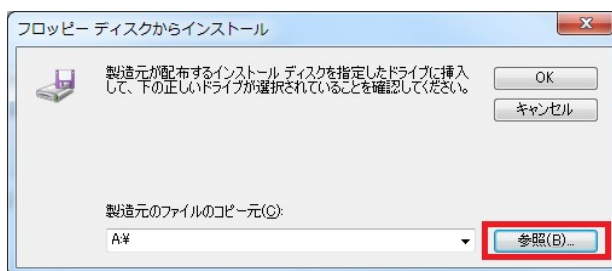 フロッピー ディスクからインストール
製造元が配布するインストール ディスクを指定したドライブに挿入
して、下の正しいドライブが選択されていることを確認してください。
OK
キャンセル
製造元のファイルのコピー元(C):
A:¥
参照(B)...